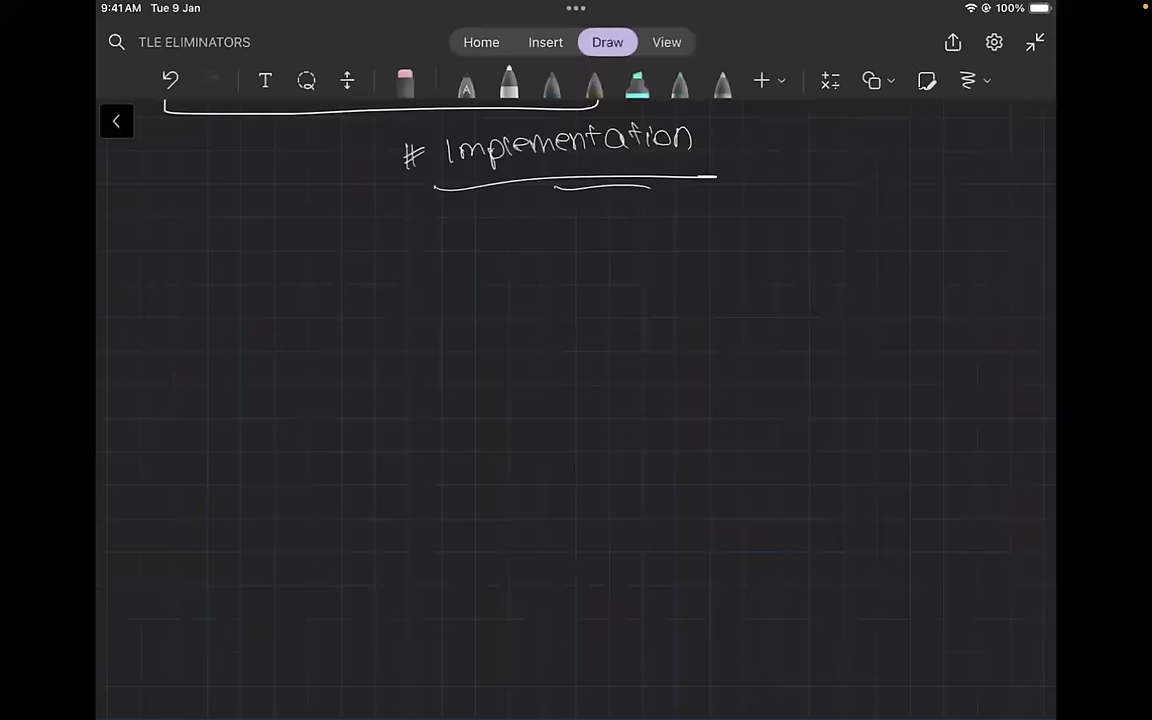 9:41 AM Tue 9 Jan 100%
TLE ELIMINATORS Home Insert Draw View
T A
# Implementation